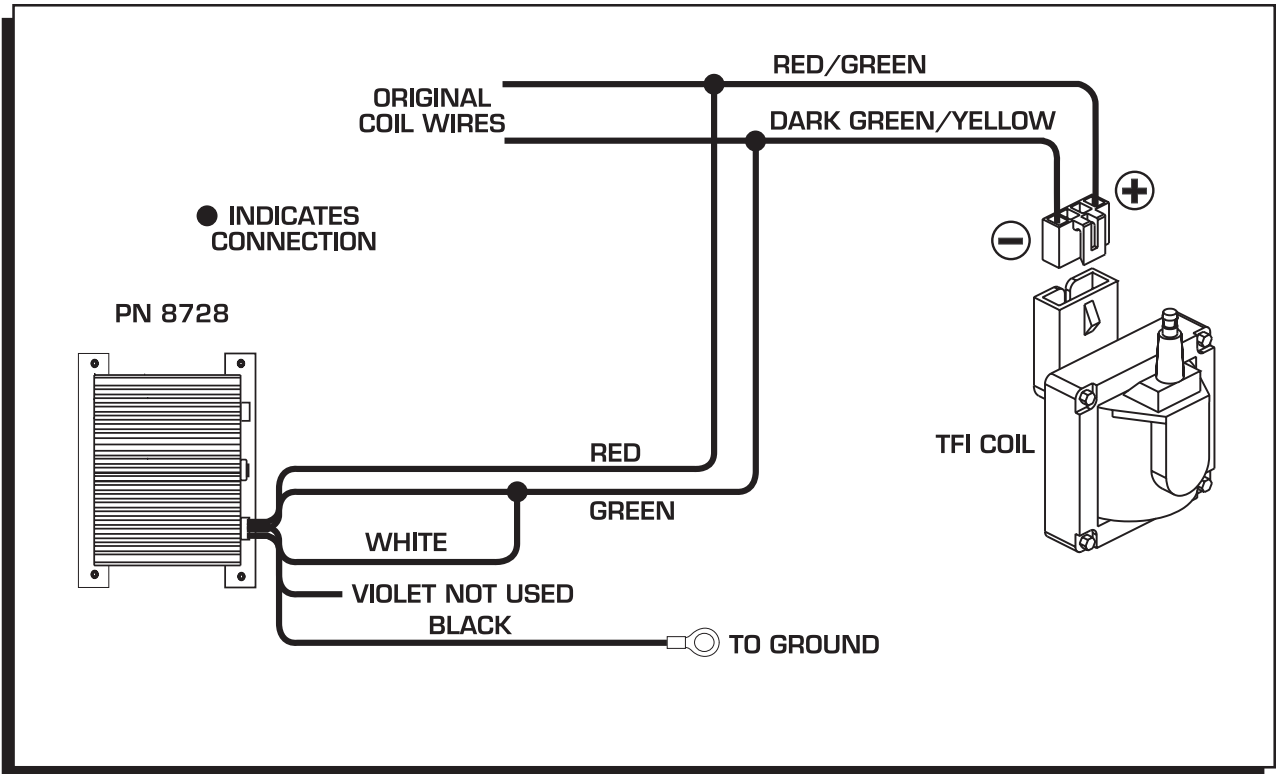 RED/GREEN
ORIGINAL
COIL WIRES
DARK GREEN/YELLOW
+
−
● INDICATES
CONNECTION
PN 8728
TFI COIL
RED
GREEN
WHITE
VIOLET NOT USED
BLACK
TO GROUND